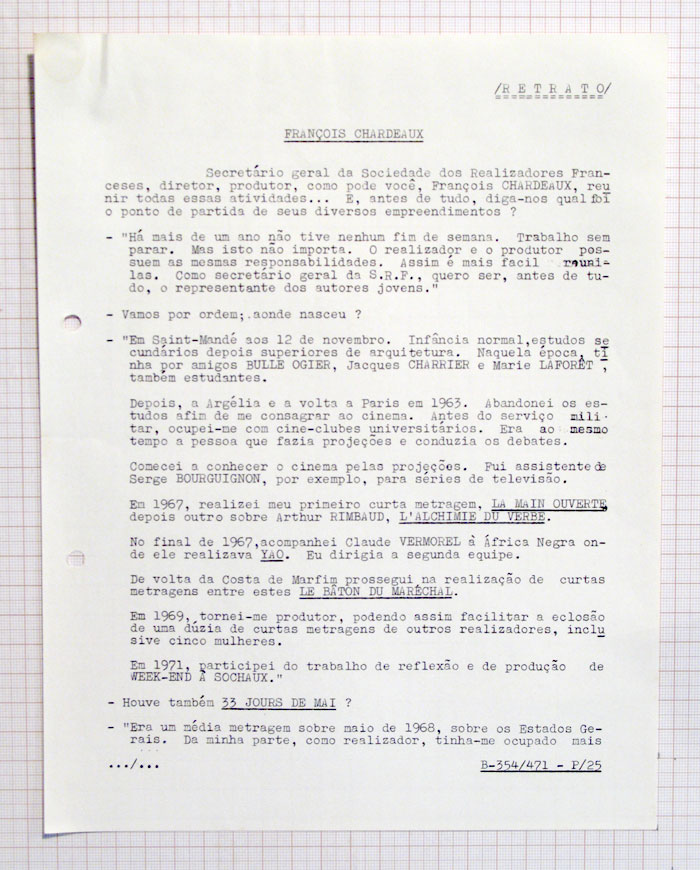 /R E T R A T O/
FRANÇOIS CHARDEAUX
Secretário geral da Sociedade dos Realizadores Fran-
ceses, diretor, produtor, como pode você, François CHARDEAUX, reu
nir todas essas atividades... E, antes de tudo, diga-nos qual foi
o ponto de partida de seus diversos empreendimentos ?
- "Há mais de um ano não tive nenhum fim de semana. Trabalho sem
parar. Mas isto não importa. O realizador e o produtor pos-
suem as mesmas responsabilidades. Assim é mais facil reuni-
las. Como secretário geral da S.R.F., quero ser, antes de tu-
do, o representante dos autores jovens."
- Vamos por ordem; aonde nasceu ?
- "Em Saint-Mandé aos 12 de novembro. Infância normal,estudos se
cundários depois superiores de arquitetura. Naquela época, ti
nha por amigos BULLE OGIER, Jacques CHARRIER e Marie LAFORÊT ,
também estudantes.
Depois, a Argélia e a volta a Paris em 1963. Abandonei os es-
tudos afim de me consagrar ao cinema. Antes do serviço mili-
tar, ocupei-me com cine-clubes universitários. Era ao mesmo
tempo a pessoa que fazia projeções e conduzia os debates.
Comecei a conhecer o cinema pelas projeções. Fui assistente de
Serge BOURGUIGNON, por exemplo, para séries de televisão.
Em 1967, realizei meu primeiro curta metragem, LA MAIN OUVERTE,
depois outro sobre Arthur RIMBAUD, L'ALCHIMIE DU VERBE.
No final de 1967,acompanhei Claude VERMOREL à África Negra on-
de ele realizava YAO. Eu dirigia a segunda equipe.
De volta da Costa de Marfim prossegui na realização de curtas
metragens entre estes LE BÂTON DU MARÉCHAL.
Em 1969, tornei-me produtor, podendo assim facilitar a eclosão
de uma dúzia de curtas metragens de outros realizadores, inclu
sive cinco mulheres.
Em 1971, participei do trabalho de reflexão e de produção de
WEEK-END À SOCHAUX."
- Houve também 33 JOURS DE MAI ?
- "Era um média metragem sobre maio de 1968, sobre os Estados Ge-
rais. Da minha parte, como realizador, tinha-me ocupado mais
.../...
B-354/471 - P/25